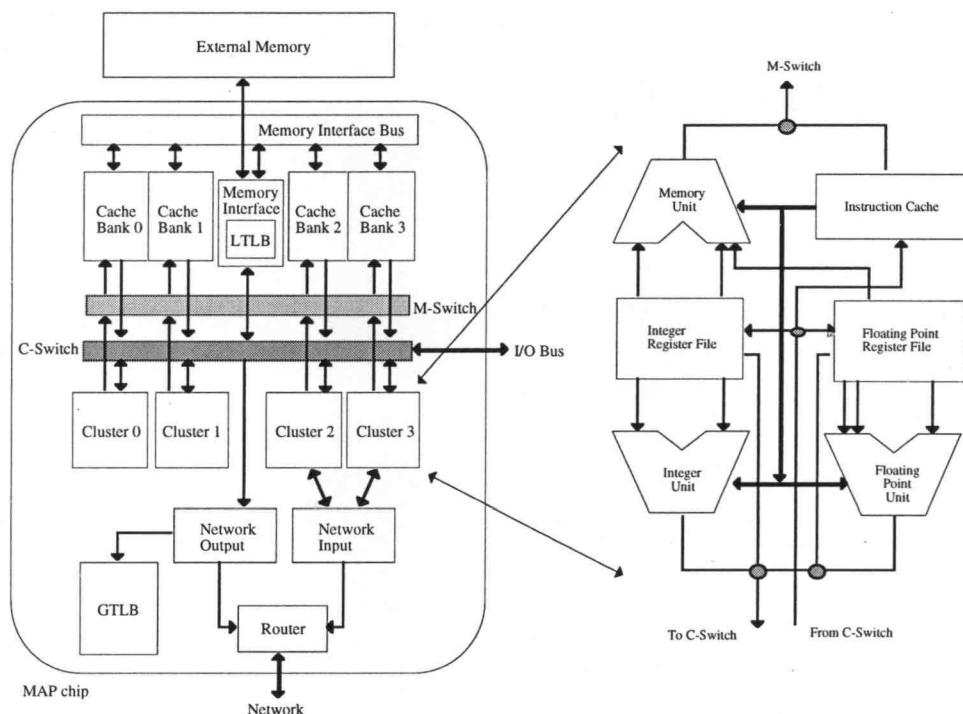 External Memory
Memory Interface Bus
Cache
Bank 0
Cache
Bank 1
Memory
Interface
LTLB
Cache
Bank 2
Cache
Bank 3
M-Switch
C-Switch
I/O Bus
Cluster 0
Cluster 1
Cluster 2
Cluster 3
Network
Output
Network
Input
GTLB
Router
MAP chip
Network
M-Switch
Memory
Unit
Instruction Cache
Integer
Register File
Floating Point
Register File
Integer
Unit
Floating
Point
Unit
To C-Switch
From C-Switch